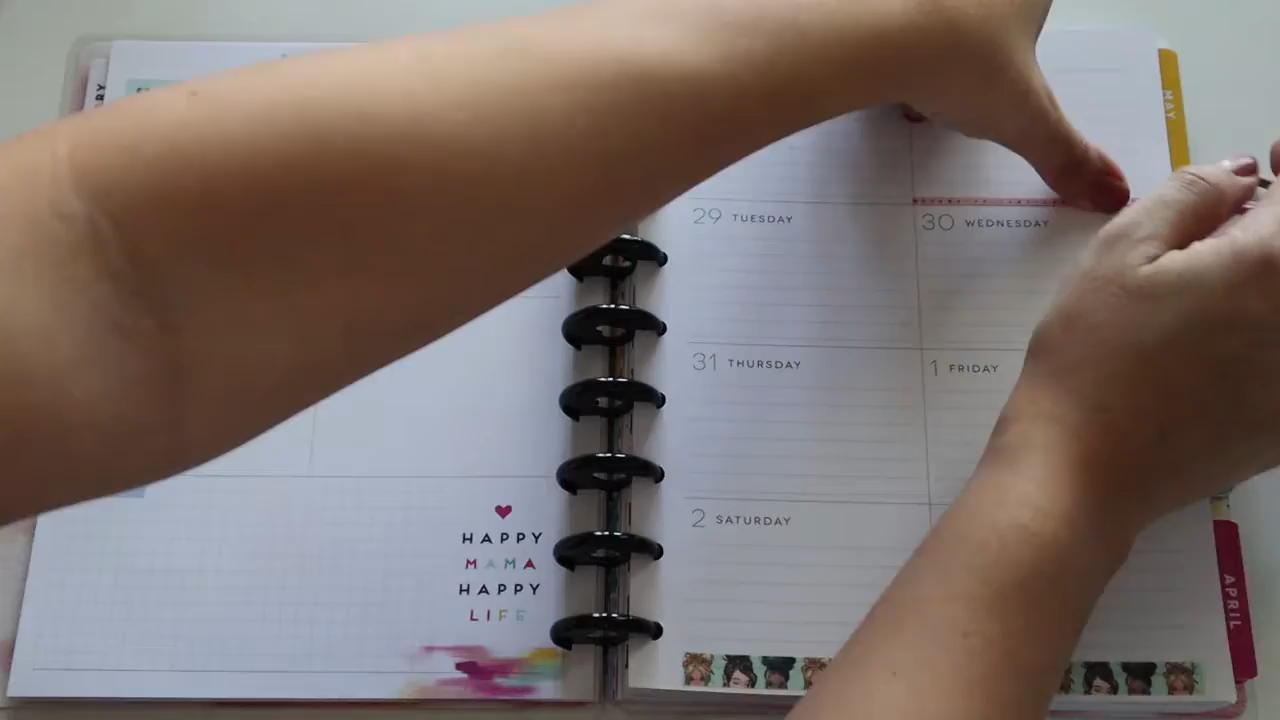 MAY
29 TUESDAY
30 WEDNESDAY
31 THURSDAY
1 FRIDAY
2 SATURDAY
HAPPY
MAMA
HAPPY
LIFE
APRIL